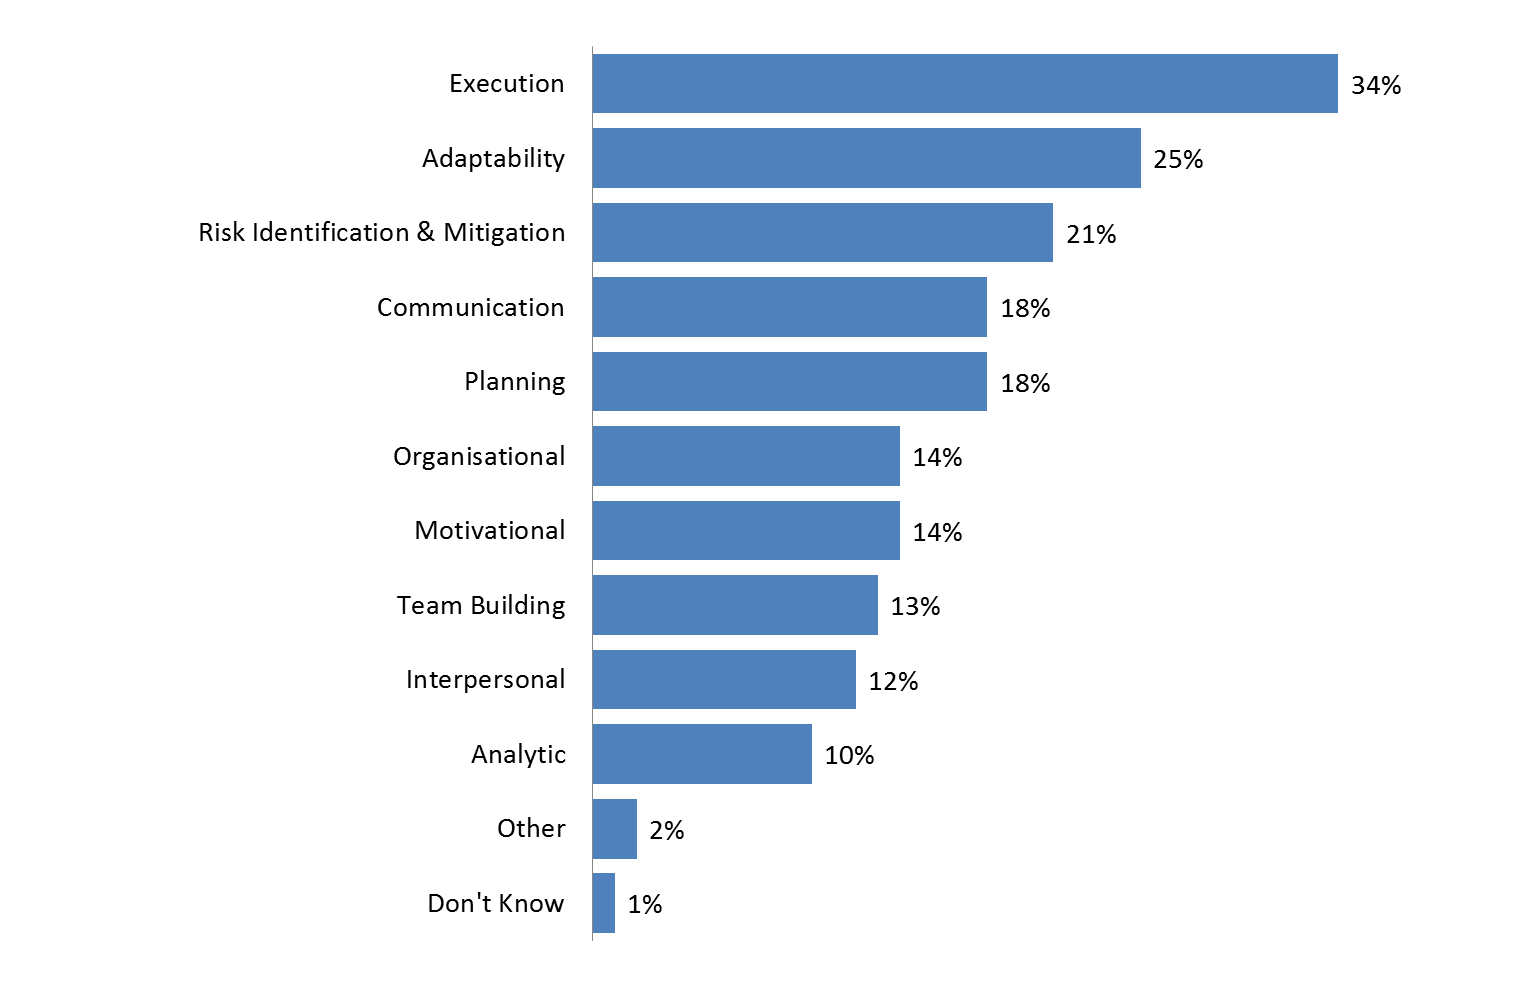 Execution 34%
Adaptability 25%
Risk Identification & Mitigation 21%
Communication 18%
Planning 18%
Organisational 14%
Motivational 14%
Team Building 13%
Interpersonal 12%
Analytic 10%
Other 2%
Don't Know 1%